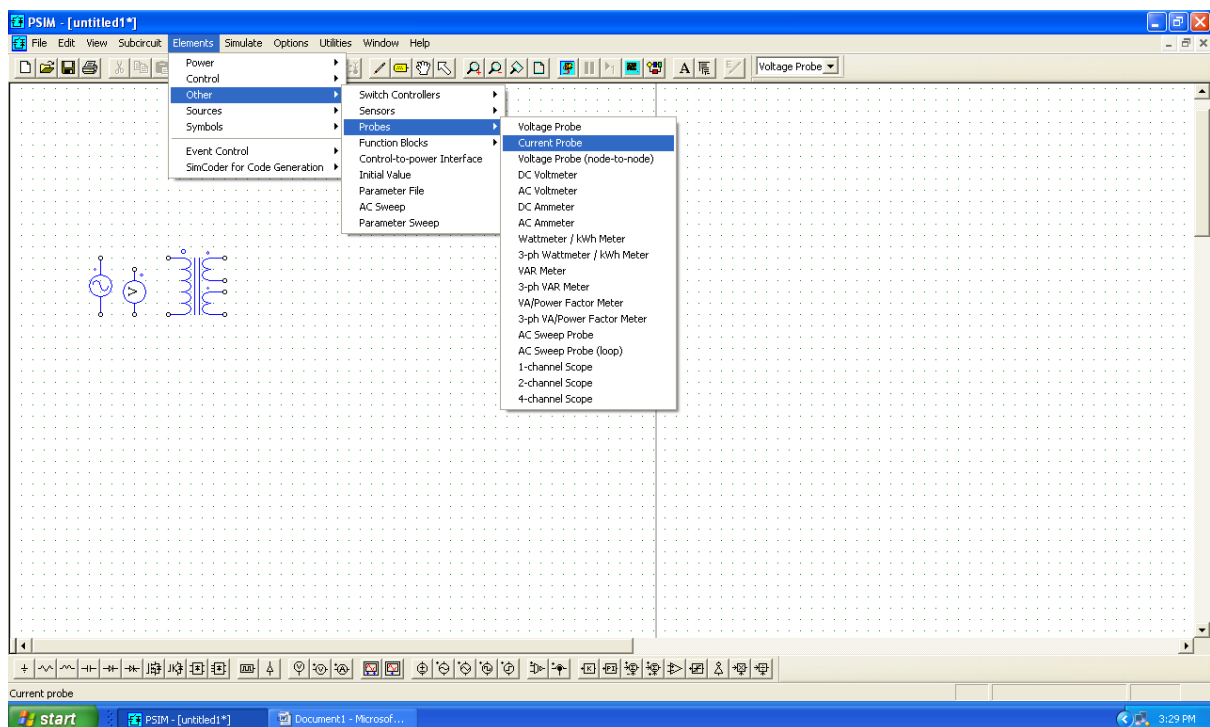 PSIM - [untitled1*]
File Edit View Subcircuit Elements Simulate Options Utilities Window Help
Voltage Probe
Power
Control
Other
Sources
Symbols
Event Control
SimCoder for Code Generation
Switch Controllers
Sensors
Probes
Function Blocks
Control-to-power Interface
Initial Value
Parameter File
AC Sweep
Parameter Sweep
Voltage Probe
Current Probe
Voltage Probe (node-to-node)
DC Voltmeter
AC Voltmeter
DC Ammeter
AC Ammeter
Wattmeter / kWh Meter
3-ph Wattmeter / kWh Meter
VAR Meter
3-ph VAR Meter
VA/Power Factor Meter
3-ph VA/Power Factor Meter
AC Sweep Probe
AC Sweep Probe (loop)
1-channel Scope
2-channel Scope
4-channel Scope
V
Current probe
start
PSIM - [untitled1*]
Document1 - Microsof...
3:29 PM